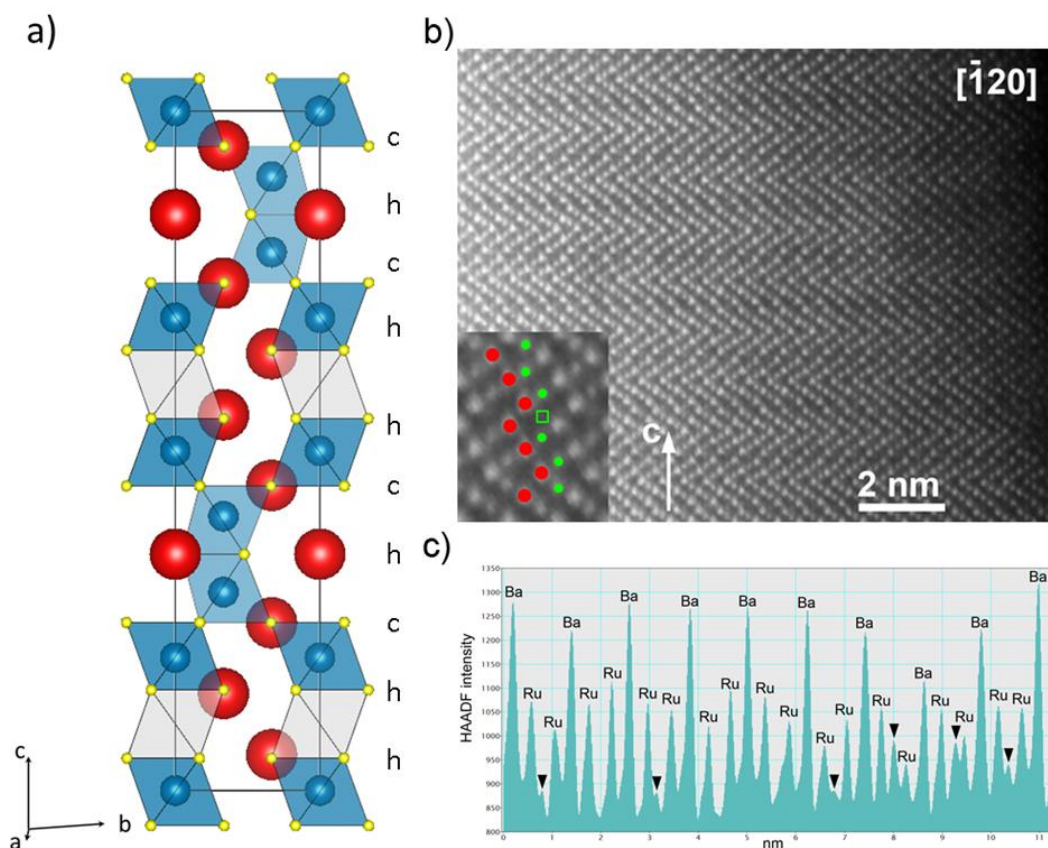 a)
c
h
c
h
h
c
h
c
h
h
c
b
a
b)
[1̄20]
c
2 nm
c)
HAADF intensity
1350
1300
1250
1200
1150
1100
1050
1000
950
900
850
800
Ba
Ru
Ru
Ba
Ru
Ru
Ba
Ru
Ru
Ba
Ru
Ru
Ba
Ru
Ru
Ba
Ru
Ru
Ba
Ru
Ru
Ba
Ru
Ru
Ba
Ru
Ru
Ba
0 1 2 3 4 5 6 7 8 9 10 11
nm